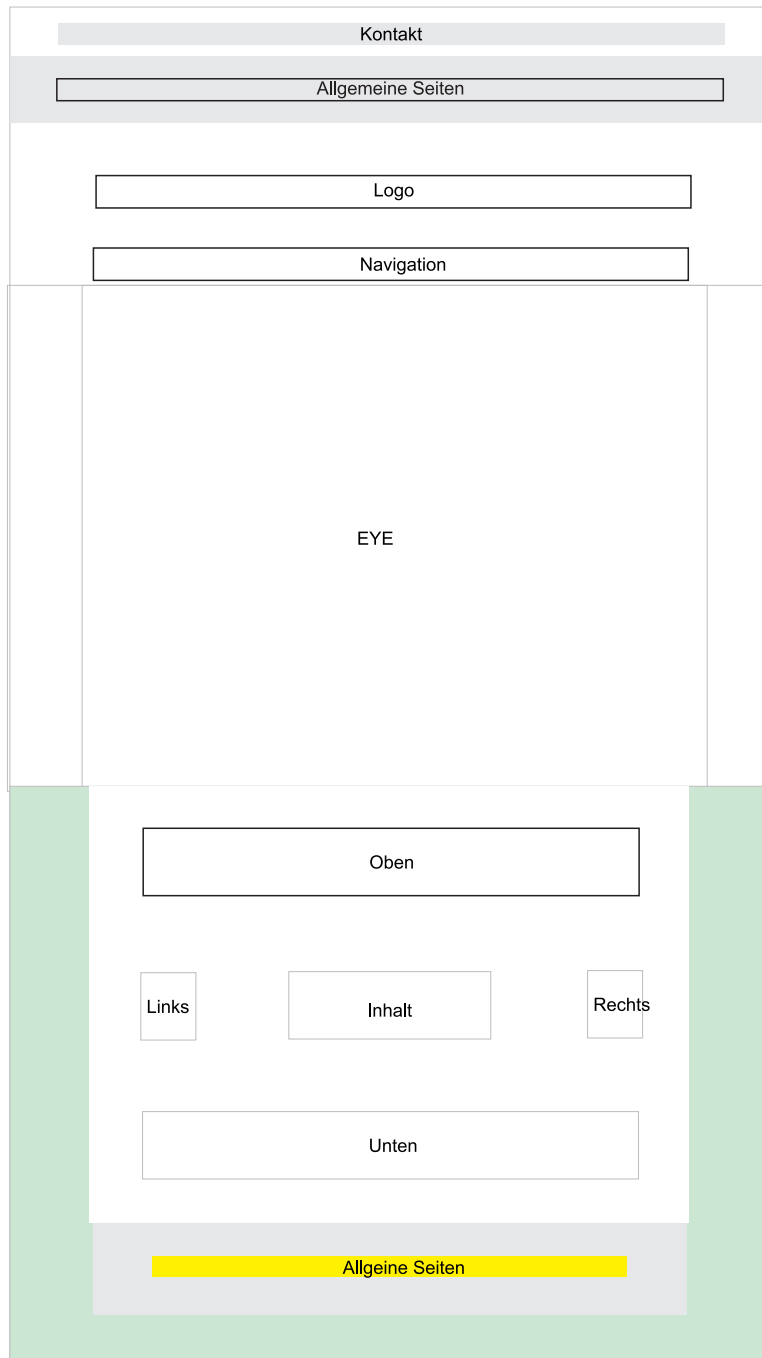 Kontakt
Allgemeine Seiten
Logo
Navigation
EYE
Oben
Links
Inhalt
Rechts
Unten
Allgeine Seiten